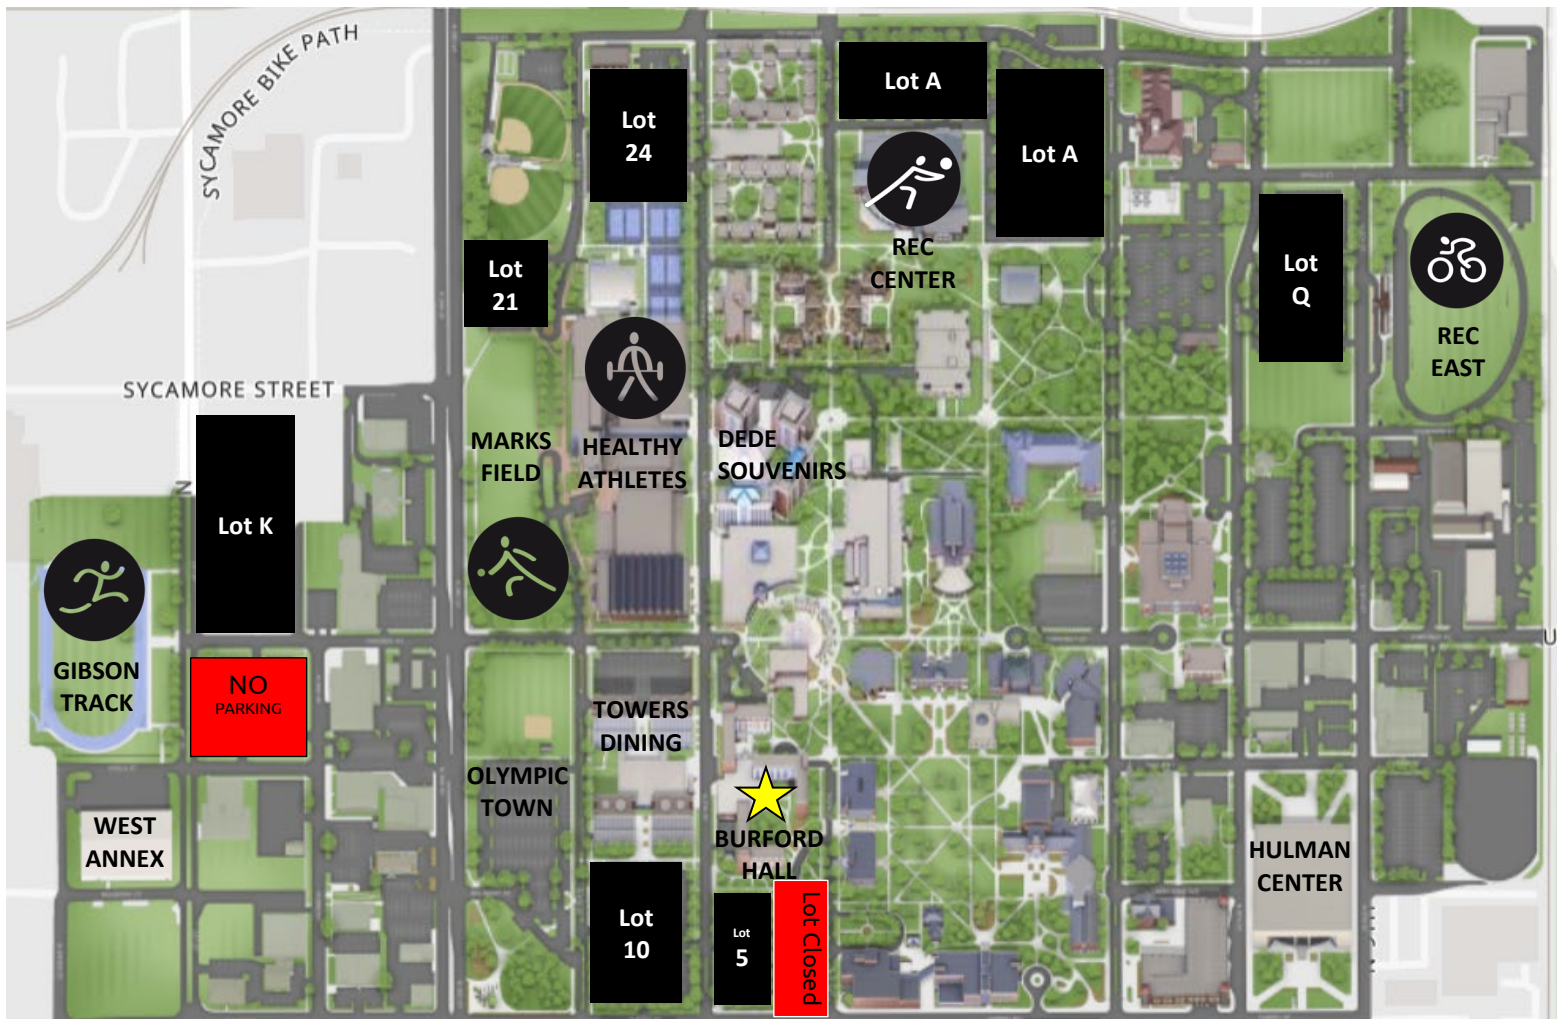 SYCAMORE BIKE PATH
Lot
24
Lot A
Lot A
REC
CENTER
Lot
21
Lot
Q
REC
EAST
SYCAMORE STREET
MARKS
FIELD
HEALTHY
ATHLETES
DEDE
SOUVENIRS
N
Lot K
U
GIBSON
TRACK
NO
PARKING
TOWERS
DINING
OLYMPIC
TOWN
WEST
ANNEX
BURFORD
HALL
HULMAN
CENTER
Lot
10
Lot
5
Lot Closed